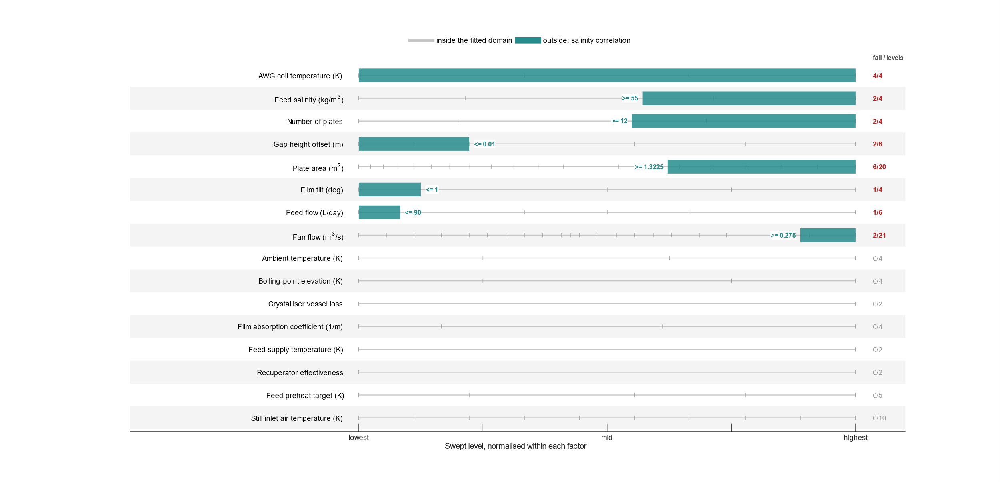 inside the fitted domain outside: salinity correlation
fail / levels
AWG coil temperature (K) 4/4
Feed salinity (kg/m³) >= 55 2/4
Number of plates >= 12 2/4
Gap height offset (m) <= 0.01 2/6
Plate area (m²) >= 1.3225 6/20
Film tilt (deg) <= 1 1/4
Feed flow (L/day) <= 90 1/6
Fan flow (m³/s) >= 0.275 2/21
Ambient temperature (K) 0/4
Boiling-point elevation (K) 0/4
Crystalliser vessel loss 0/2
Film absorption coefficient (1/m) 0/4
Feed supply temperature (K) 0/2
Recuperator effectiveness 0/2
Feed preheat target (K) 0/5
Still inlet air temperature (K) 0/10
lowest mid highest
Swept level, normalised within each factor